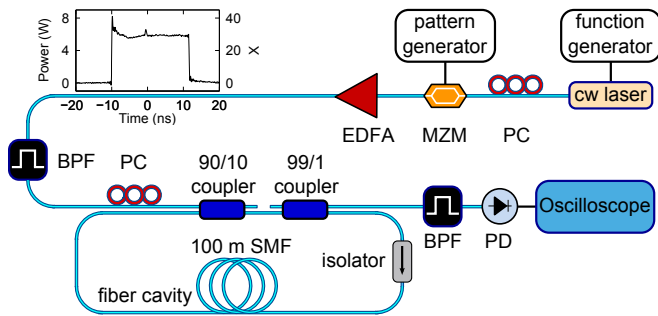 8
4
0
Power (W)
40
20
0
X
−20
−10
0
10
20
Time (ns)
pattern
generator
function
generator
cw laser
EDFA
MZM
PC
BPF
PC
90/10
coupler
99/1
coupler
BPF
PD
Oscilloscope
100 m SMF
isolator
fiber cavity